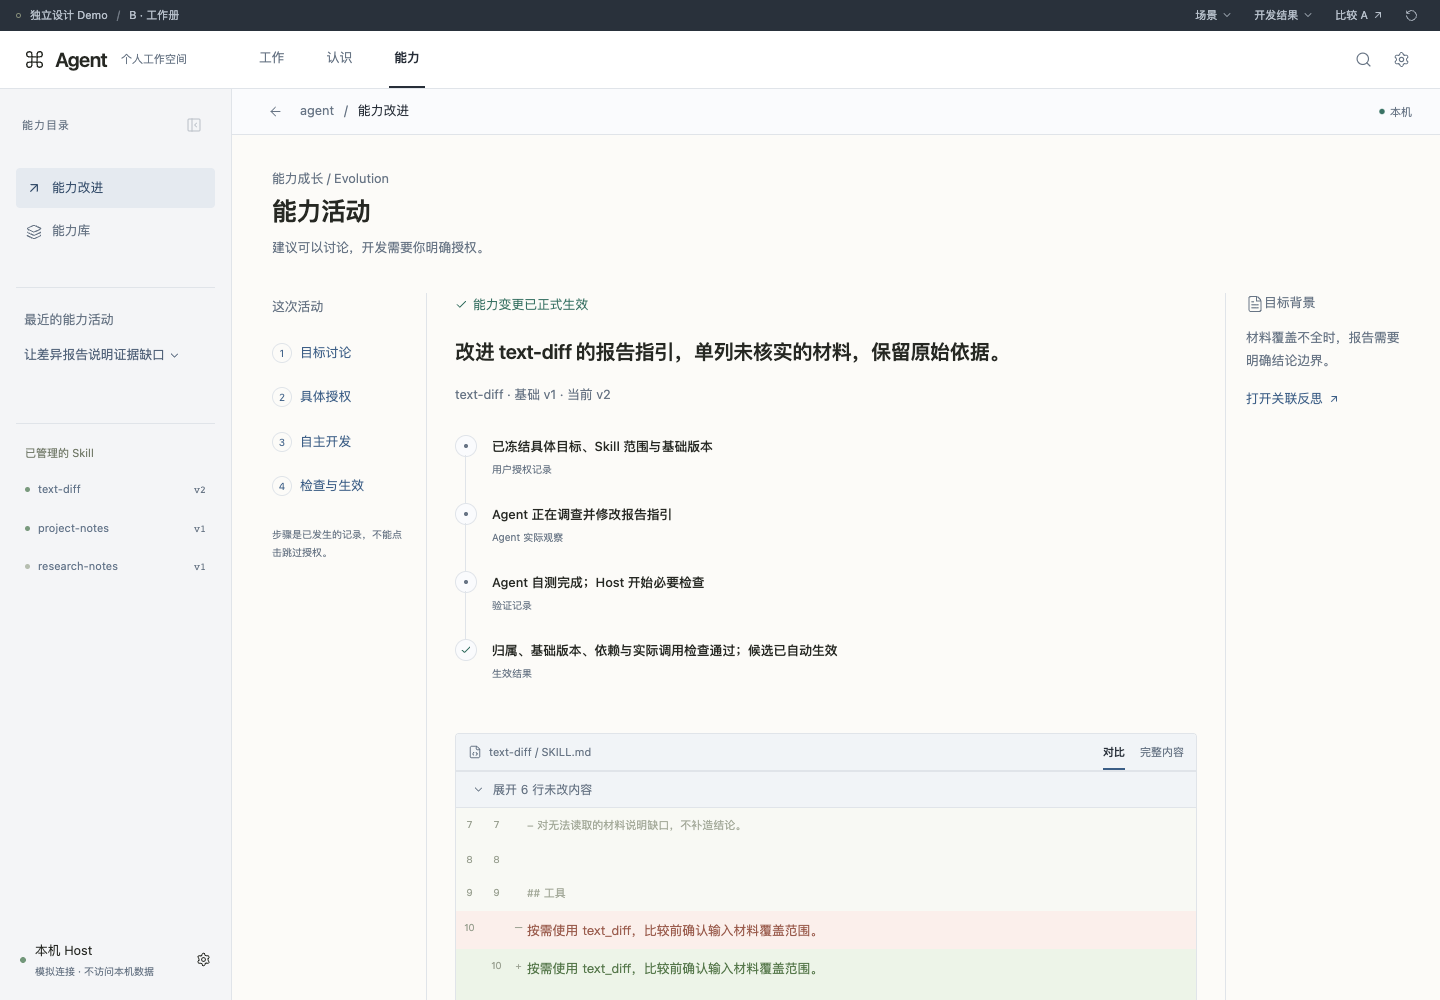 独立设计 Demo / B · 工作册
场景
开发结果
比较 A
Agent
个人工作空间
工作
认识
能力
能力目录
能力改进
能力库
最近的能力活动
让差异报告说明证据缺口
已管理的 Skill
text-diff v2
project-notes v1
research-notes v1
本机 Host
模拟连接 · 不访问本机数据
agent / 能力改进
本机
能力成长 / Evolution
能力活动
建议可以讨论，开发需要你明确授权。
这次活动
1 目标讨论
2 具体授权
3 自主开发
4 检查与生效
步骤是已发生的记录，不能点
击跳过授权。
能力变更已正式生效
改进 text-diff 的报告指引，单列未核实的材料，保留原始依据。
text-diff · 基础 v1 · 当前 v2
已冻结具体目标、Skill 范围与基础版本
用户授权记录
Agent 正在调查并修改报告指引
Agent 实际观察
Agent 自测完成；Host 开始必要检查
验证记录
归属、基础版本、依赖与实际调用检查通过；候选已自动生效
生效结果
text-diff / SKILL.md
对比
完整内容
展开 6 行未改内容
7 7 – 对无法读取的材料说明缺口，不补造结论。
8 8
9 9 ## 工具
10 − 按需使用 text_diff，比较前确认输入材料覆盖范围。
10 + 按需使用 text_diff，比较前确认输入材料覆盖范围。
目标背景
材料覆盖不全时，报告需要
明确结论边界。
打开关联反思